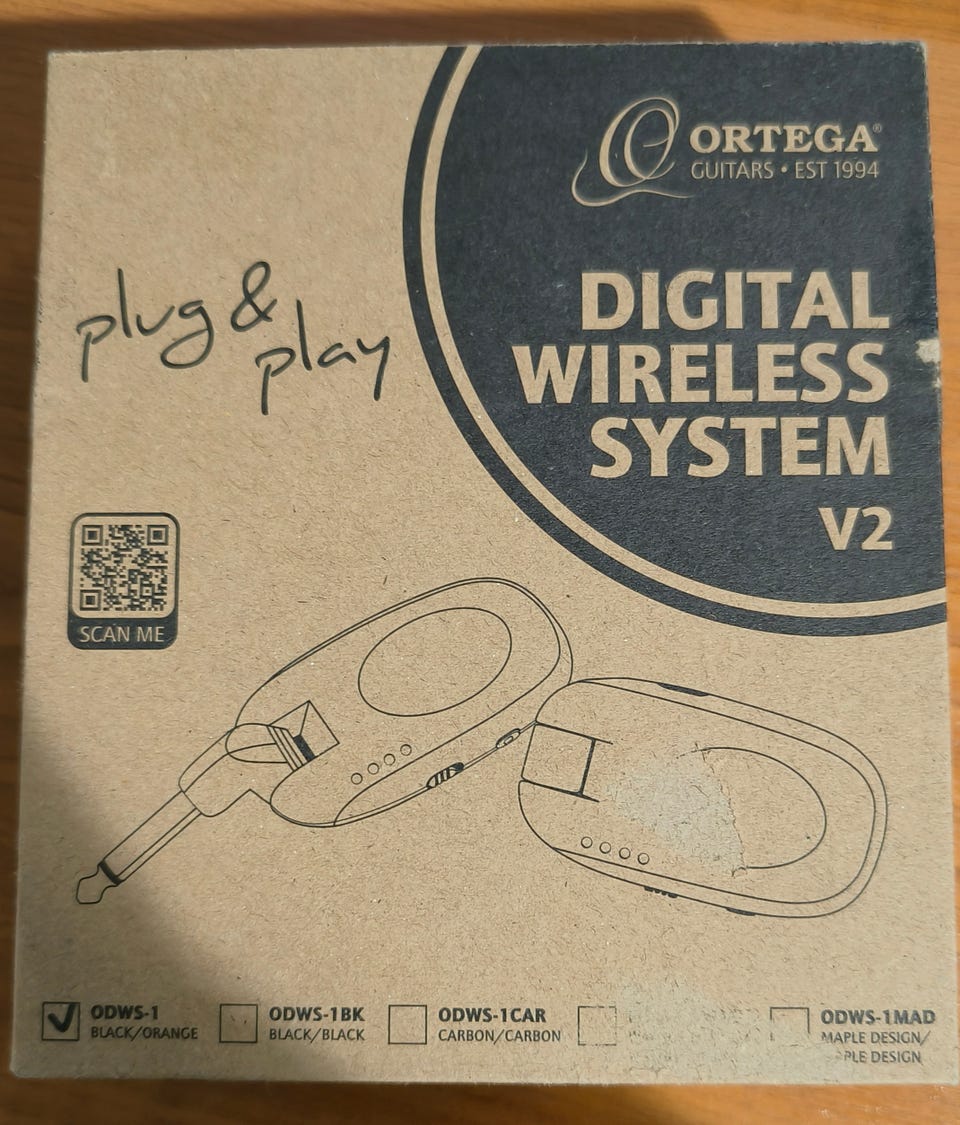 ORTEGA®
GUITARS • EST 1994
DIGITAL
WIRELESS
SYSTEM
V2
plug &
play
SCAN ME
ODWS-1
BLACK/ORANGE
ODWS-1BK
BLACK/BLACK
ODWS-1CAR
CARBON/CARBON
ODWS-1MAD
MAPLE DESIGN/
DESIGN